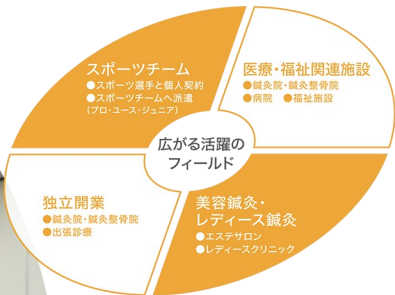 スポーツチーム
●スポーツ選手と個人契約
●スポーツチームへ派遣
(プロ・ユース・ジュニア)
医療・福祉関連施設
●鍼灸院・鍼灸整骨院
●病院 ●福祉施設
広がる活躍の
フィールド
独立開業
●鍼灸院・鍼灸整骨院
●出張診療
美容鍼灸・
レディース鍼灸
●エステサロン
●レディースクリニック